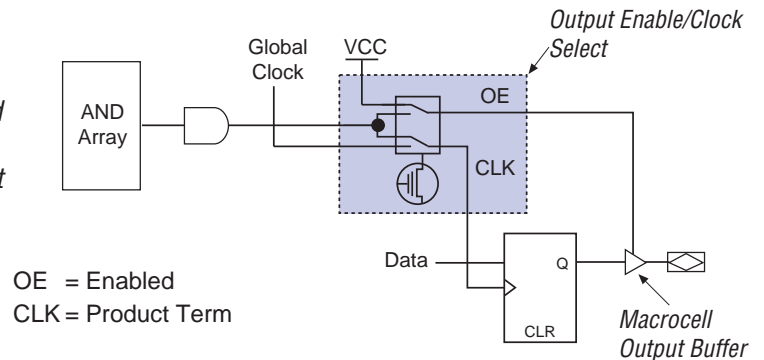 Output Enable/Clock
Select
Global
Clock
VCC
OE
AND
Array
CLK
Data
Q
OE = Enabled
CLK = Product Term
CLR
Macrocell
Output Buffer